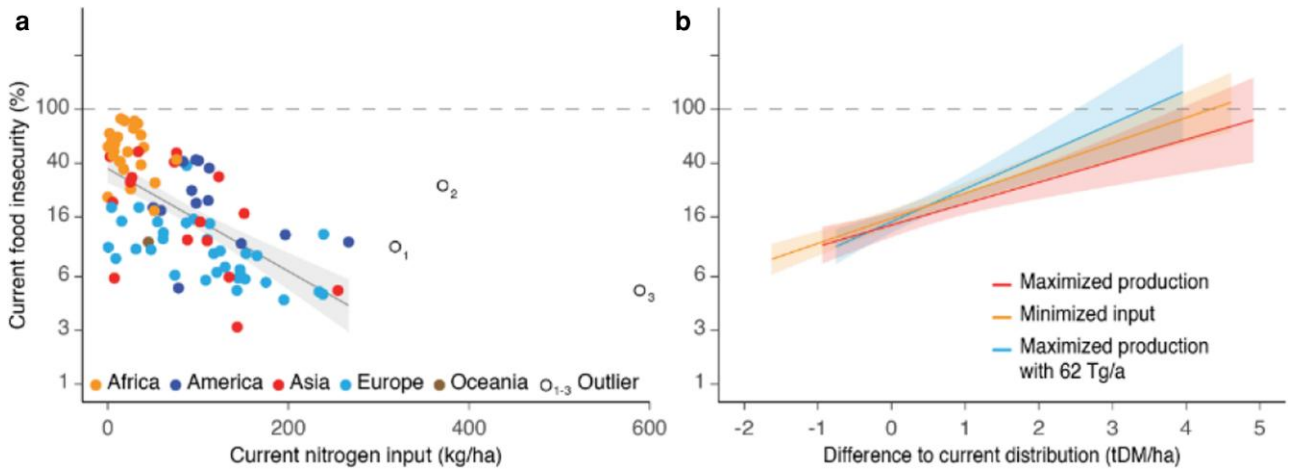 a
Current food insecurity (%)
100
40
16
6
3
1
O2
O1
O3
Africa America Asia Europe Oceania O1-3 Outlier
0 200 400 600
Current nitrogen input (kg/ha)
b
100
40
16
6
3
1
Maximized production
Minimized input
Maximized production
with 62 Tg/a
-2 -1 0 1 2 3 4 5
Difference to current distribution (tDM/ha)